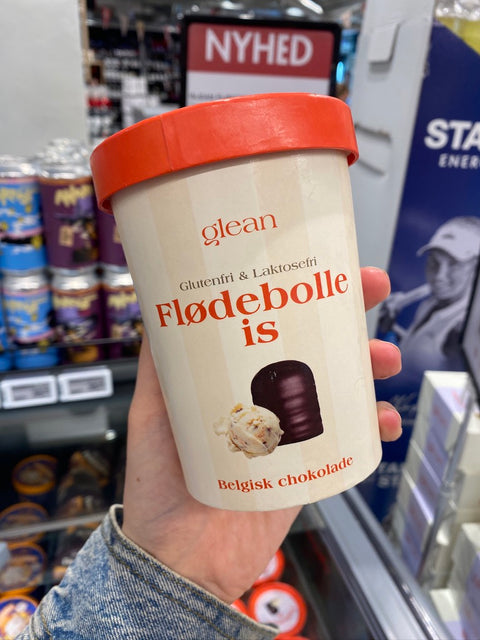 NYHED
glean
Glutenfri & Laktosefri
Flødebolle
is
Belgisk chokolade
STA
ENER